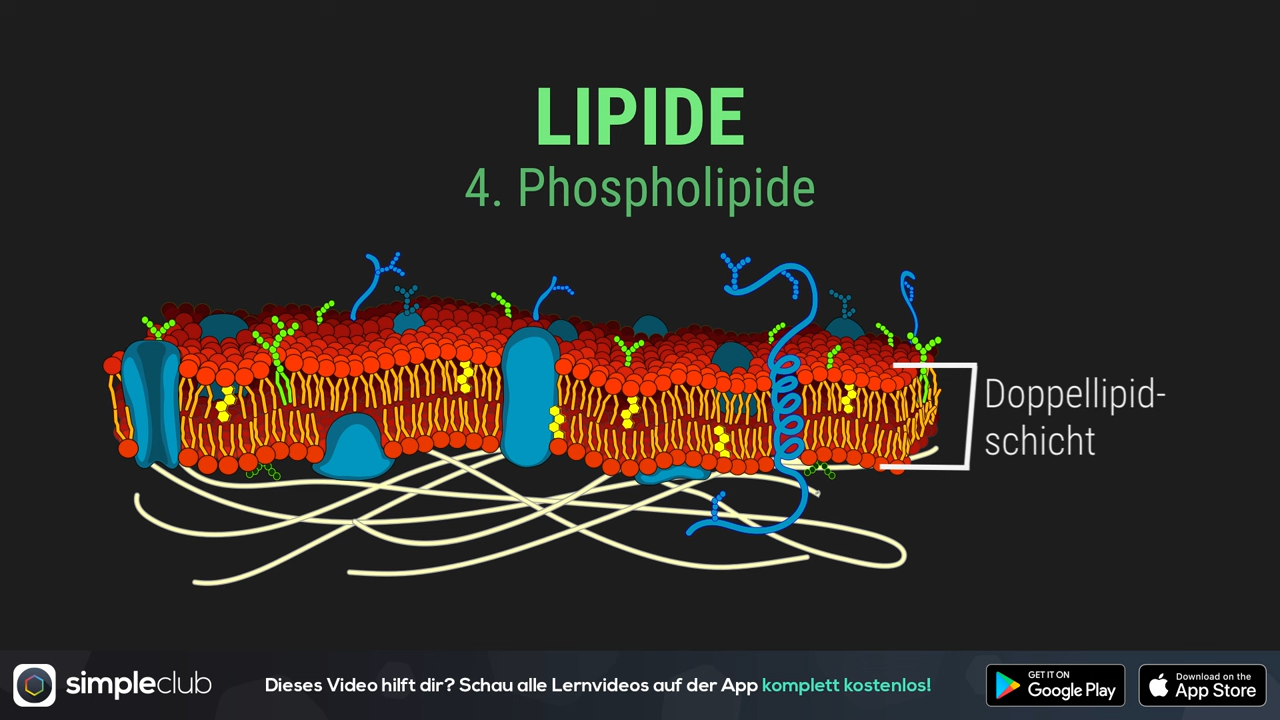 LIPIDE
4. Phospholipide
Doppellipid-
schicht
simpleclub
Dieses Video hilft dir? Schau alle Lernvideos auf der App komplett kostenlos!
GET IT ON
Google Play
Download on the
App Store